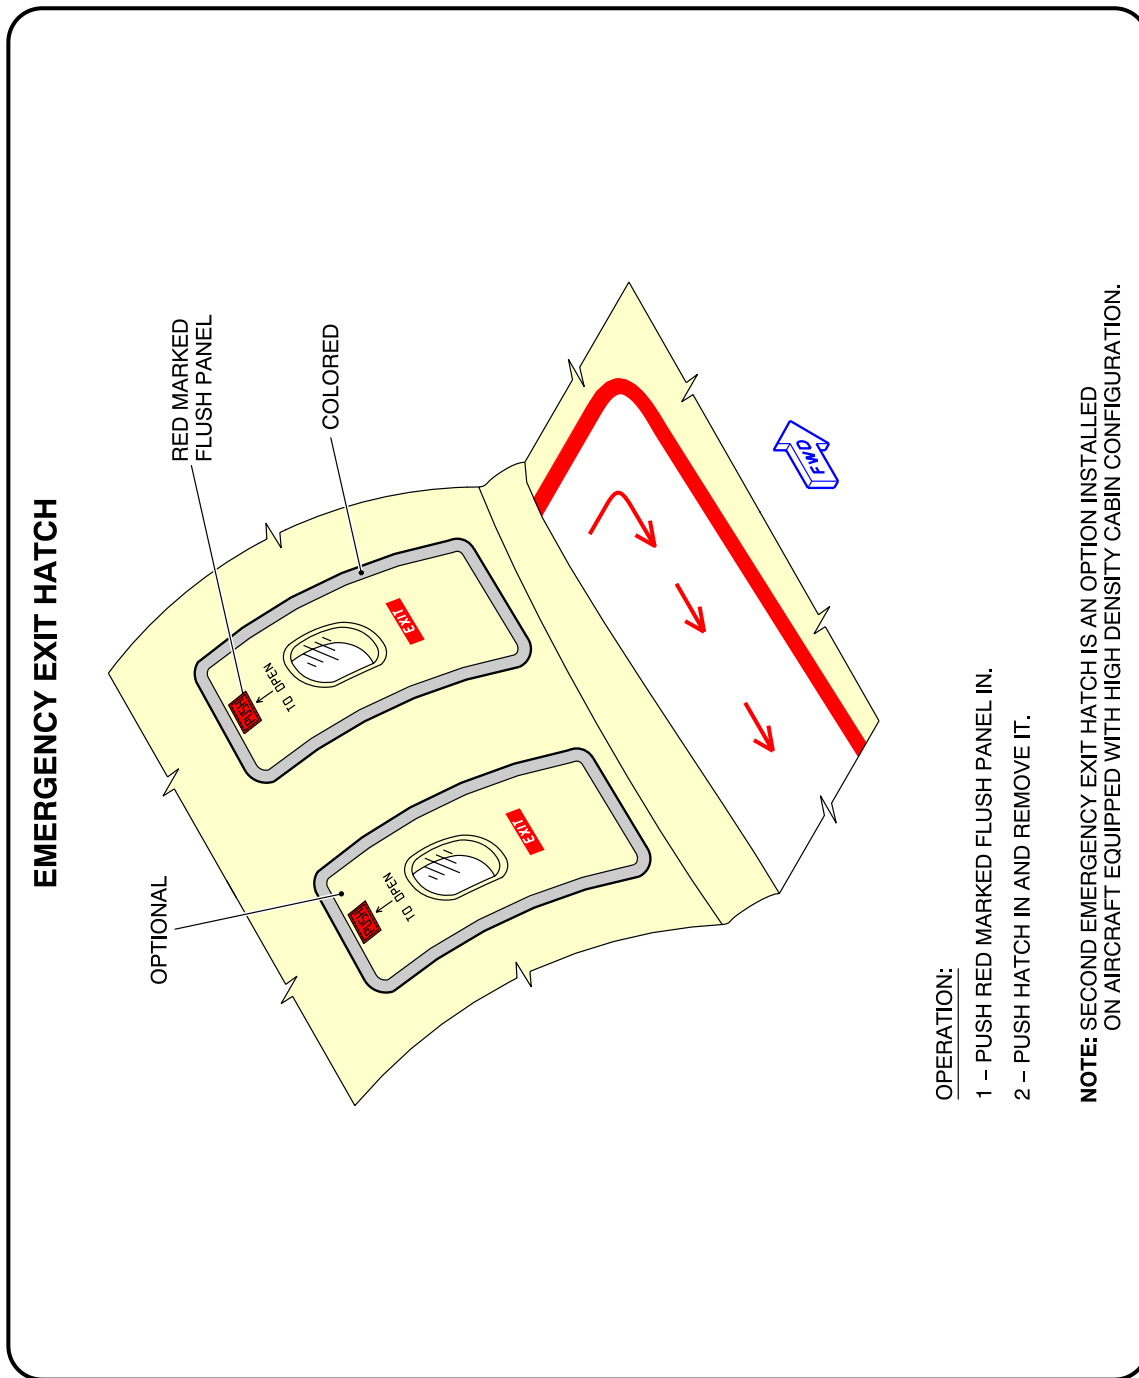 EMERGENCY EXIT HATCH
RED MARKED
FLUSH PANEL
COLORED
OPTIONAL
PUSH
TO OPEN
EXIT
PUSH
TO OPEN
EXIT
FWD
OPERATION:
1 – PUSH RED MARKED FLUSH PANEL IN.
2 – PUSH HATCH IN AND REMOVE IT.
NOTE: SECOND EMERGENCY EXIT HATCH IS AN OPTION INSTALLED
ON AIRCRAFT EQUIPPED WITH HIGH DENSITY CABIN CONFIGURATION.